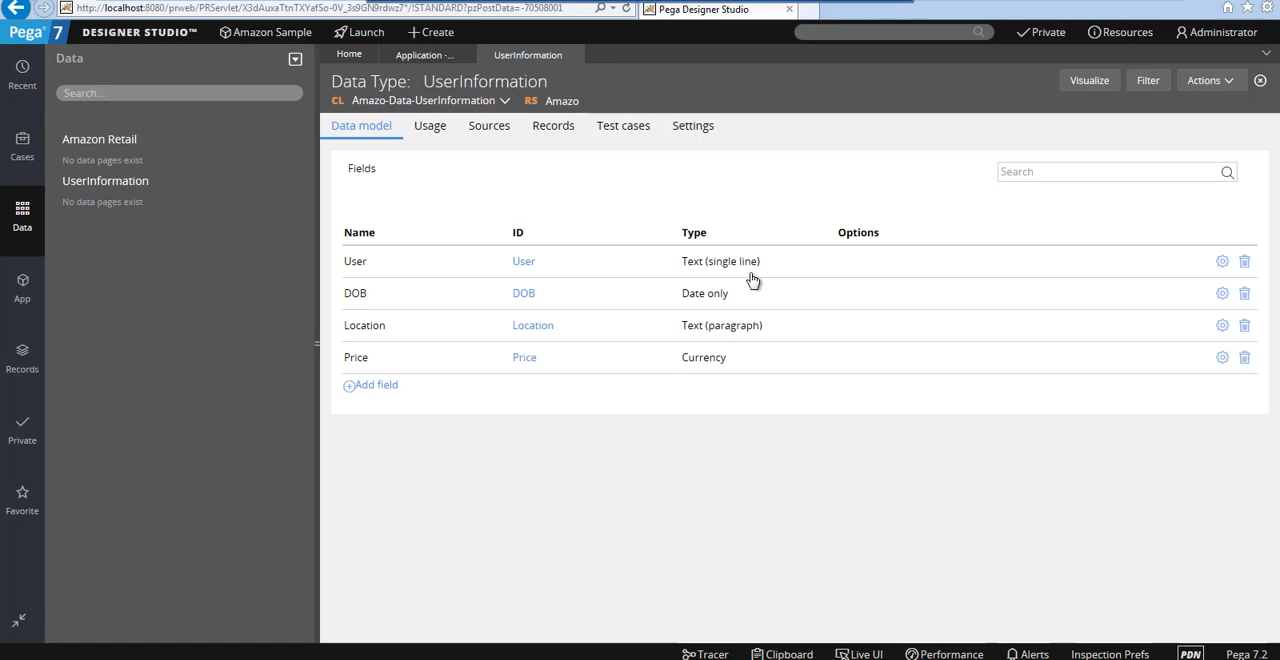 http://localhost:8080/prweb/PRServlet/X3dAuxaTtnTXYafSo-0V_3s9GN9rdwz7*/!STANDARD?pzPostData=-70508001
Pega Designer Studio
Pega 7 DESIGNER STUDIO™ Amazon Sample Launch + Create Private Resources Administrator
Recent
Cases
Data
App
Records
Private
Favorite
Data
Search...
Amazon Retail
No data pages exist
UserInformation
No data pages exist
Home Application -... UserInformation
Data Type: UserInformation
CL Amazo-Data-UserInformation RS Amazo
Visualize Filter Actions
Data model Usage Sources Records Test cases Settings
Fields
Search
Name ID Type Options
User User Text (single line)
DOB DOB Date only
Location Location Text (paragraph)
Price Price Currency
Add field
Tracer Clipboard Live UI Performance Alerts Inspection Prefs PDN Pega 7.2